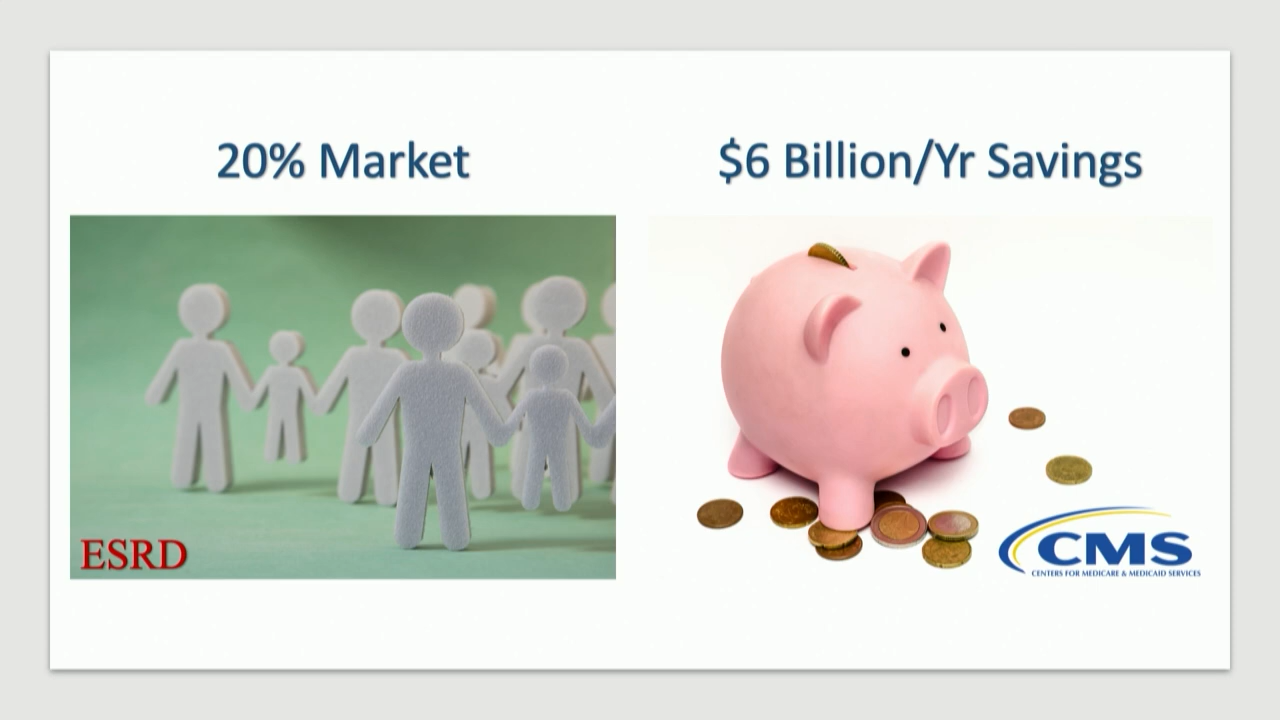 20% Market
$6 Billion/Yr Savings
ESRD
CMS
CENTERS FOR MEDICARE & MEDICAID SERVICES